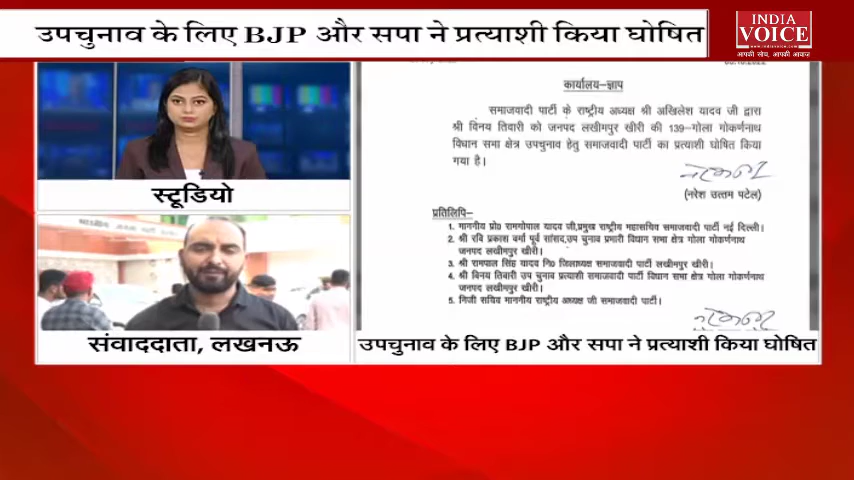 उपचुनाव के लिए BJP और सपा ने प्रत्याशी किया घोषित
INDIA
VOICE
आपकी सोच, आपकी आवाज़
स्टूडियो
संवाददाता, लखनऊ
कार्यालय-ज्ञाप
समाजवादी पार्टी के राष्ट्रीय अध्यक्ष श्री अखिलेश यादव जी द्वारा
श्री विनय तिवारी को जनपद लखीमपुर खीरी की 139-गोला गोकर्णनाथ
विधान सभा क्षेत्र उपचुनाव हेतु समाजवादी पार्टी का प्रत्याशी घोषित किया
गया है।
(नरेश उत्तम पटेल)
प्रतिलिपि-
1. माननीय प्रो0 रामगोपाल यादव जी,प्रमुख राष्ट्रीय महासचिव समाजवादी पार्टी नई दिल्ली।
2. श्री रवि प्रकाश वर्मा पूर्व सांसद,उप चुनाव प्रभारी विधान सभा क्षेत्र गोला गोकर्णनाथ
जनपद लखीमपुर खीरी।
3. श्री रामपाल सिंह यादव नि0 जिलाध्यक्ष समाजवादी पार्टी लखीमपुर खीरी।
4. श्री विनय तिवारी उप चुनाव प्रत्याशी समाजवादी पार्टी विधान सभा क्षेत्र गोला गोकर्णनाथ
जनपद लखीमपुर खीरी।
5. निजी सचिव माननीय राष्ट्रीय अध्यक्ष जी समाजवादी पार्टी।
उपचुनाव के लिए BJP और सपा ने प्रत्याशी किया घोषित